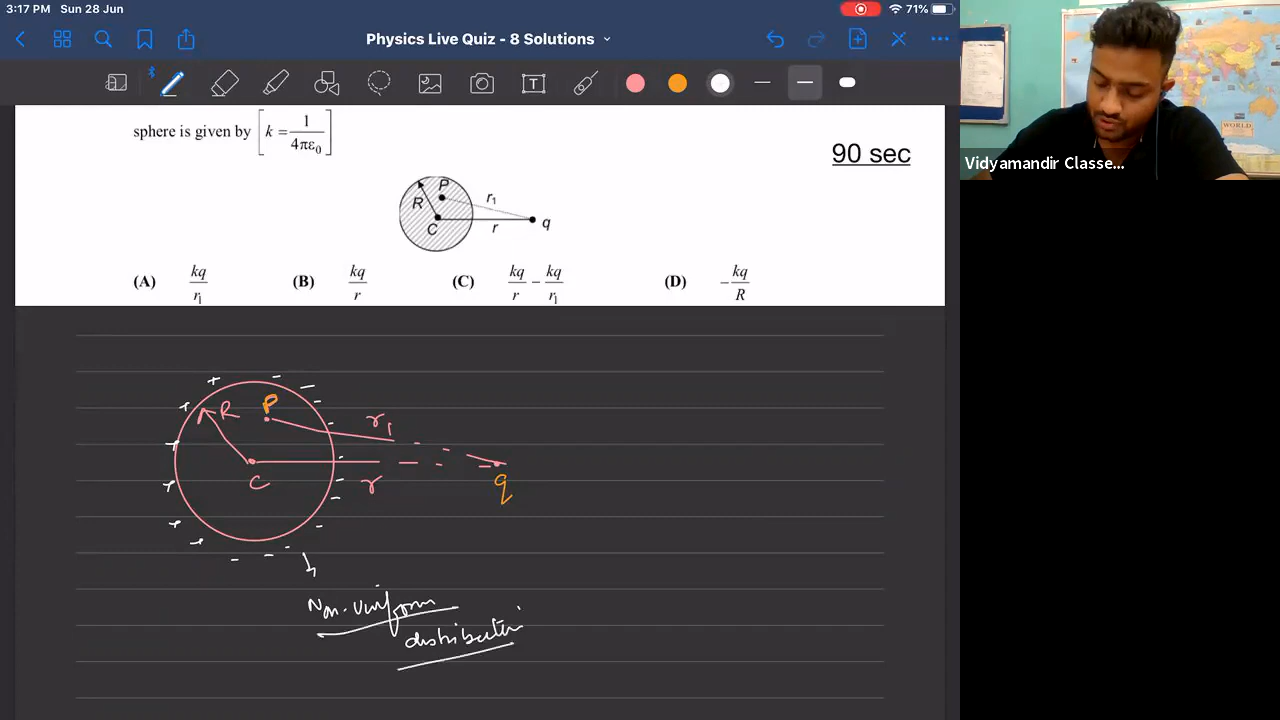 3:17 PM Sun 28 Jun
71%
Physics Live Quiz - 8 Solutions
T
sphere is given by [k = 1/4πε₀]
90 sec
P
R
r₁
C
r
q
(A) kq/r₁ (B) kq/r (C) kq/r - kq/r₁ (D) -kq/R
P
R
r₁
C
r
q
Non-uniform
distribution
WORLD
Vidyamandir Classe...